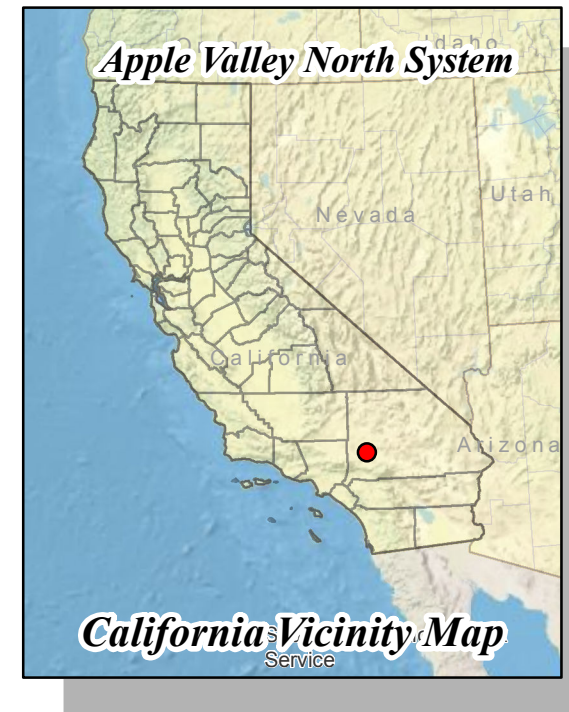 Idaho
Apple Valley North System
Utah
Nevada
California
Arizona
California Vicinity Map
Service